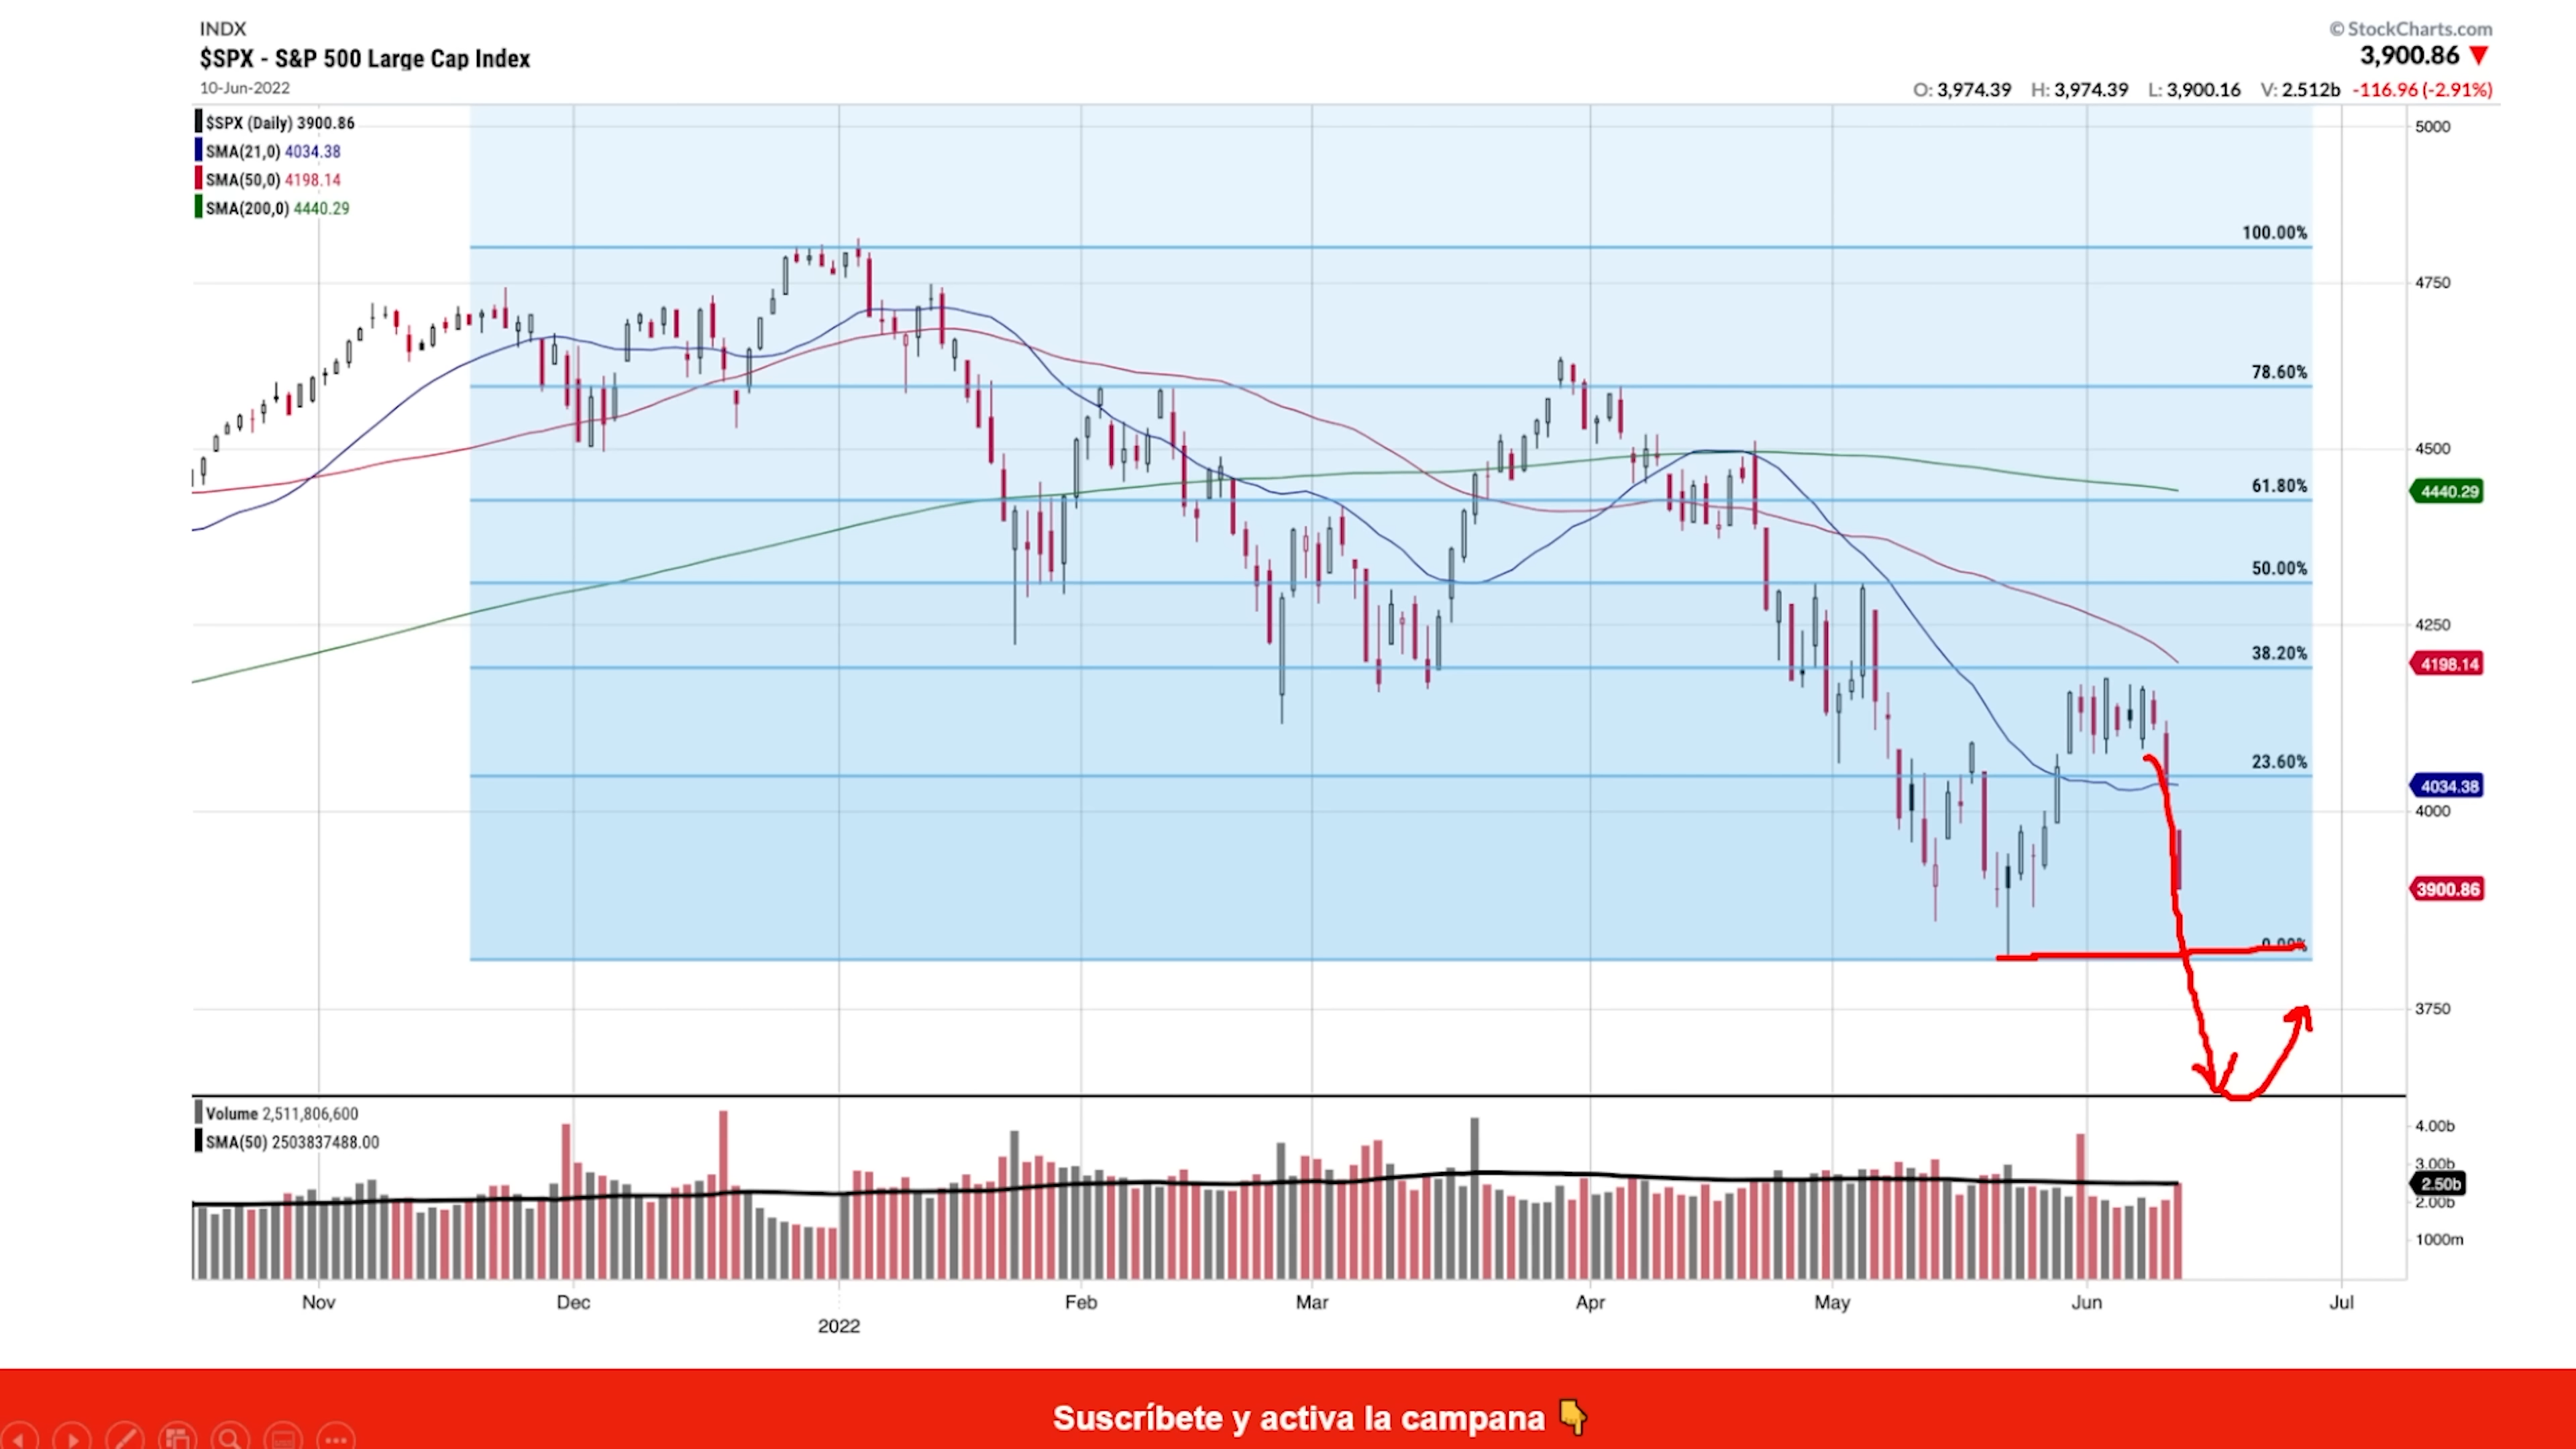 INDX
© StockCharts.com
$SPX - S&P 500 Large Cap Index
3,900.86
10-Jun-2022
O: 3,974.39 H: 3,974.39 L: 3,900.16 V: 2.512b -116.96 (-2.91%)
$SPX (Daily) 3900.86
SMA(21,0) 4034.38
SMA(50,0) 4198.14
SMA(200,0) 4440.29
5000
100.00%
4750
78.60%
4500
61.80%
4440.29
50.00%
4250
38.20%
4198.14
23.60%
4034.38
4000
3900.86
0.00%
3750
Volume 2,511,806,600
SMA(50) 2503837488.00
4.00b
3.00b
2.50b
2.00b
1000m
Nov Dec Feb Mar Apr May Jun Jul
2022
Suscríbete y activa la campana 👇